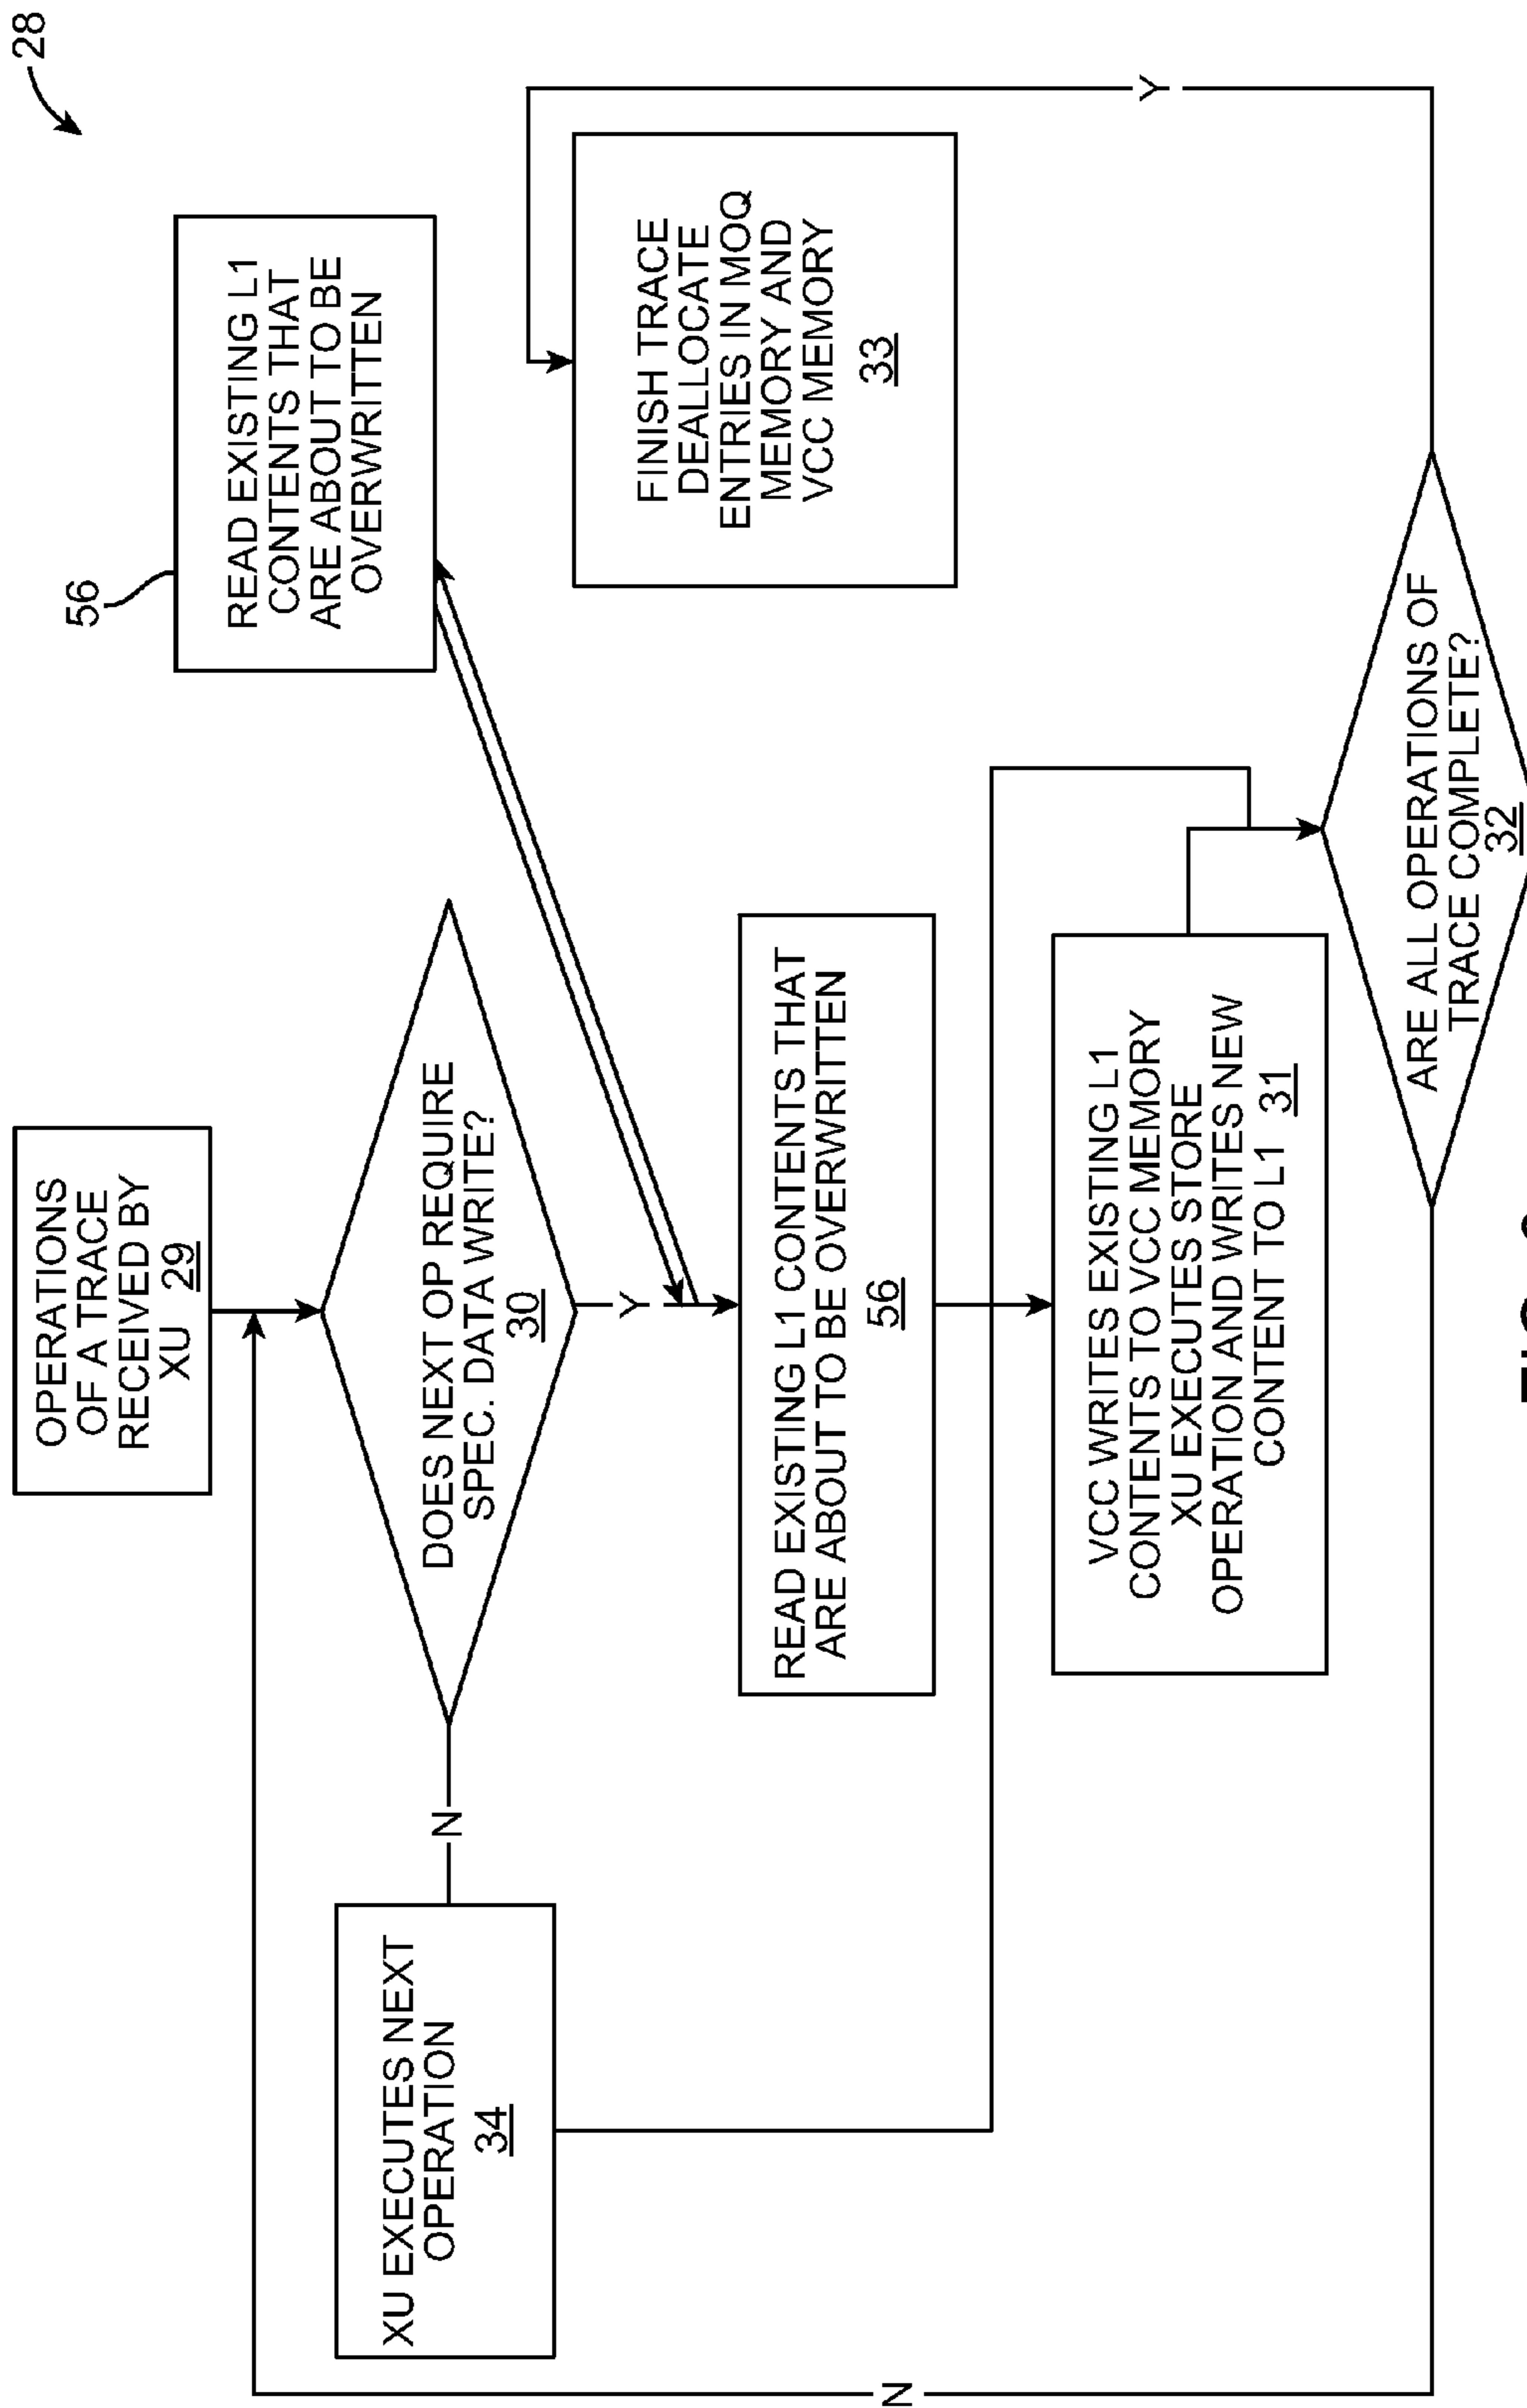 28
OPERATIONS
OF A TRACE
RECEIVED BY
XU 29
56
READ EXISTING L1
CONTENTS THAT
ARE ABOUT TO BE
OVERWRITTEN
DOES NEXT OP REQUIRE
SPEC. DATA WRITE?
30
N
Y
XU EXECUTES NEXT
OPERATION
34
FINISH TRACE
DEALLOCATE
ENTRIES IN MOQ
MEMORY AND
VCC MEMORY
33
READ EXISTING L1 CONTENTS THAT
ARE ABOUT TO BE OVERWRITTEN
56
VCC WRITES EXISTING L1
CONTENTS TO VCC MEMORY
XU EXECUTES STORE
OPERATION AND WRITES NEW
CONTENT TO L1 31
ARE ALL OPERATIONS OF
TRACE COMPLETE?
32
N
Y